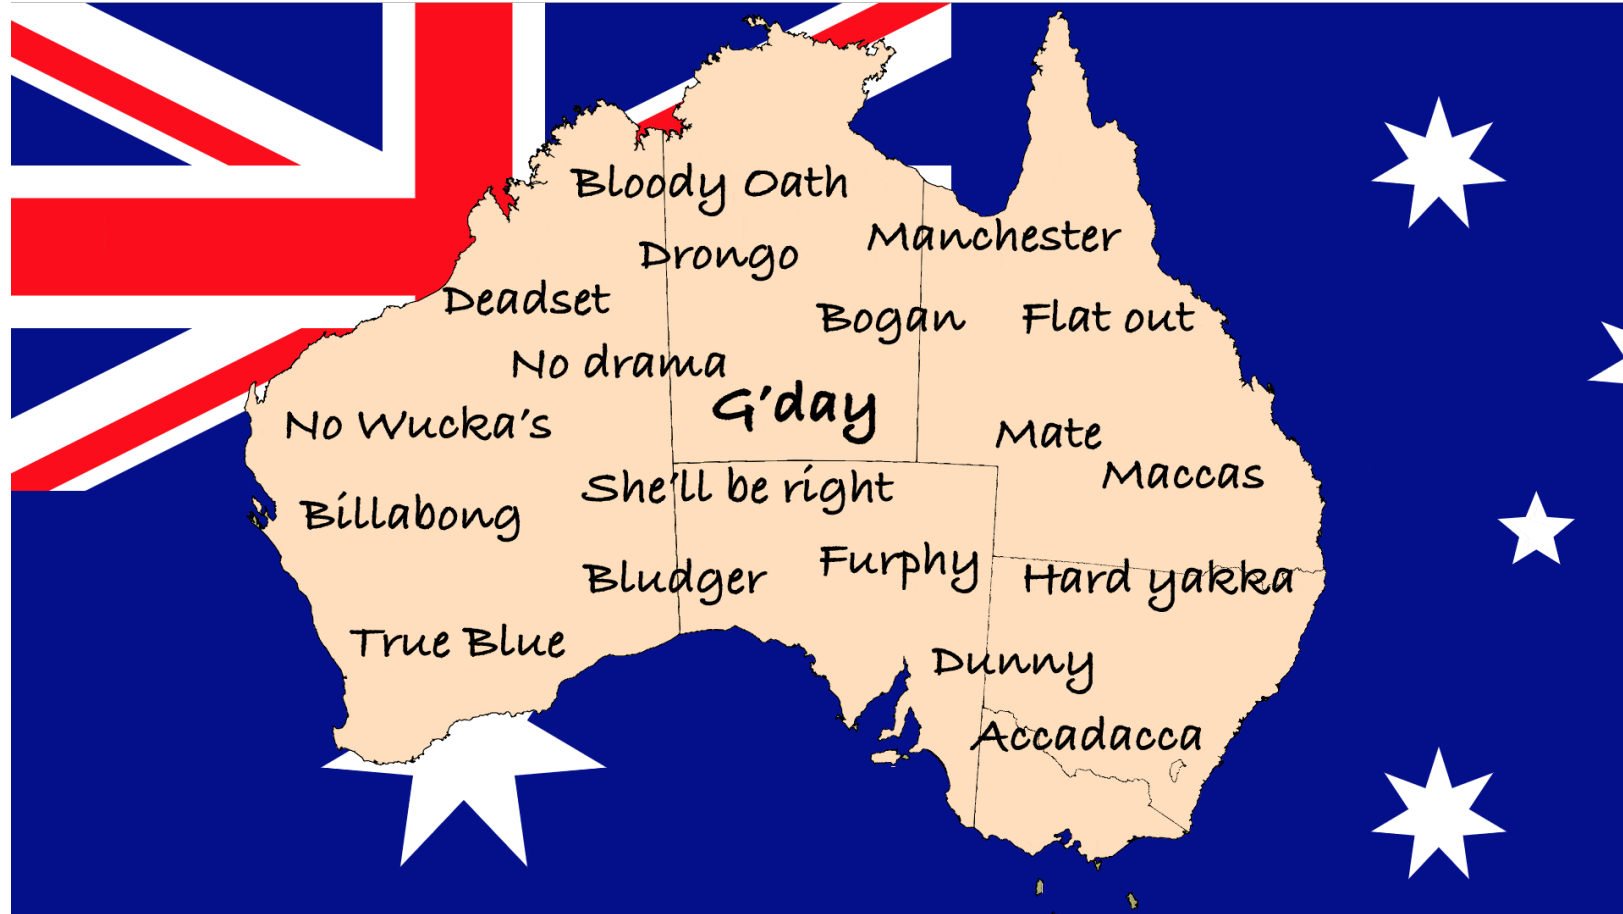 Bloody Oath
Manchester
Drongo
Deadset
Bogan
Flat out
No drama
G'day
No Wucka's
Mate
Maccas
She'll be right
Billabong
Furphy
Bludger
Hard yakka
True Blue
Dunny
Accadacca